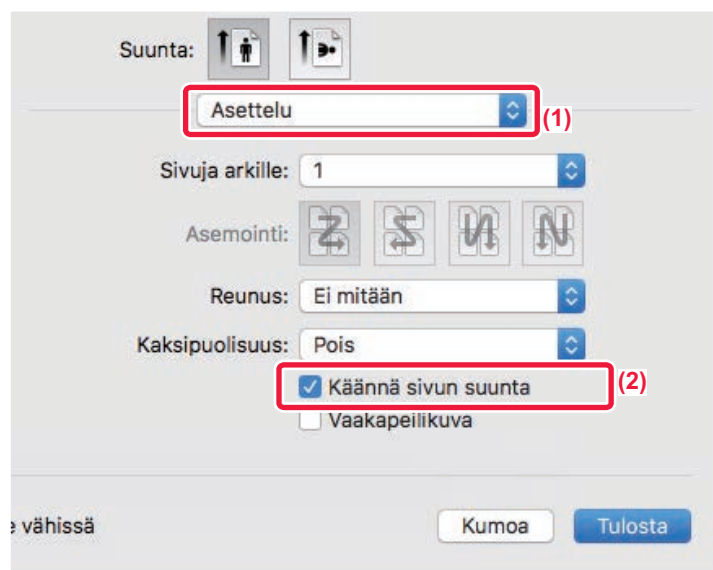 Suunta:
Asettelu (1)
Sivuja arkille: 1
Asemointi:
Reunus: Ei mitään
Kaksipuolisuus: Pois
Käännä sivun suunta (2)
Vaakapeilikuva
vähissä Kumoa Tulosta